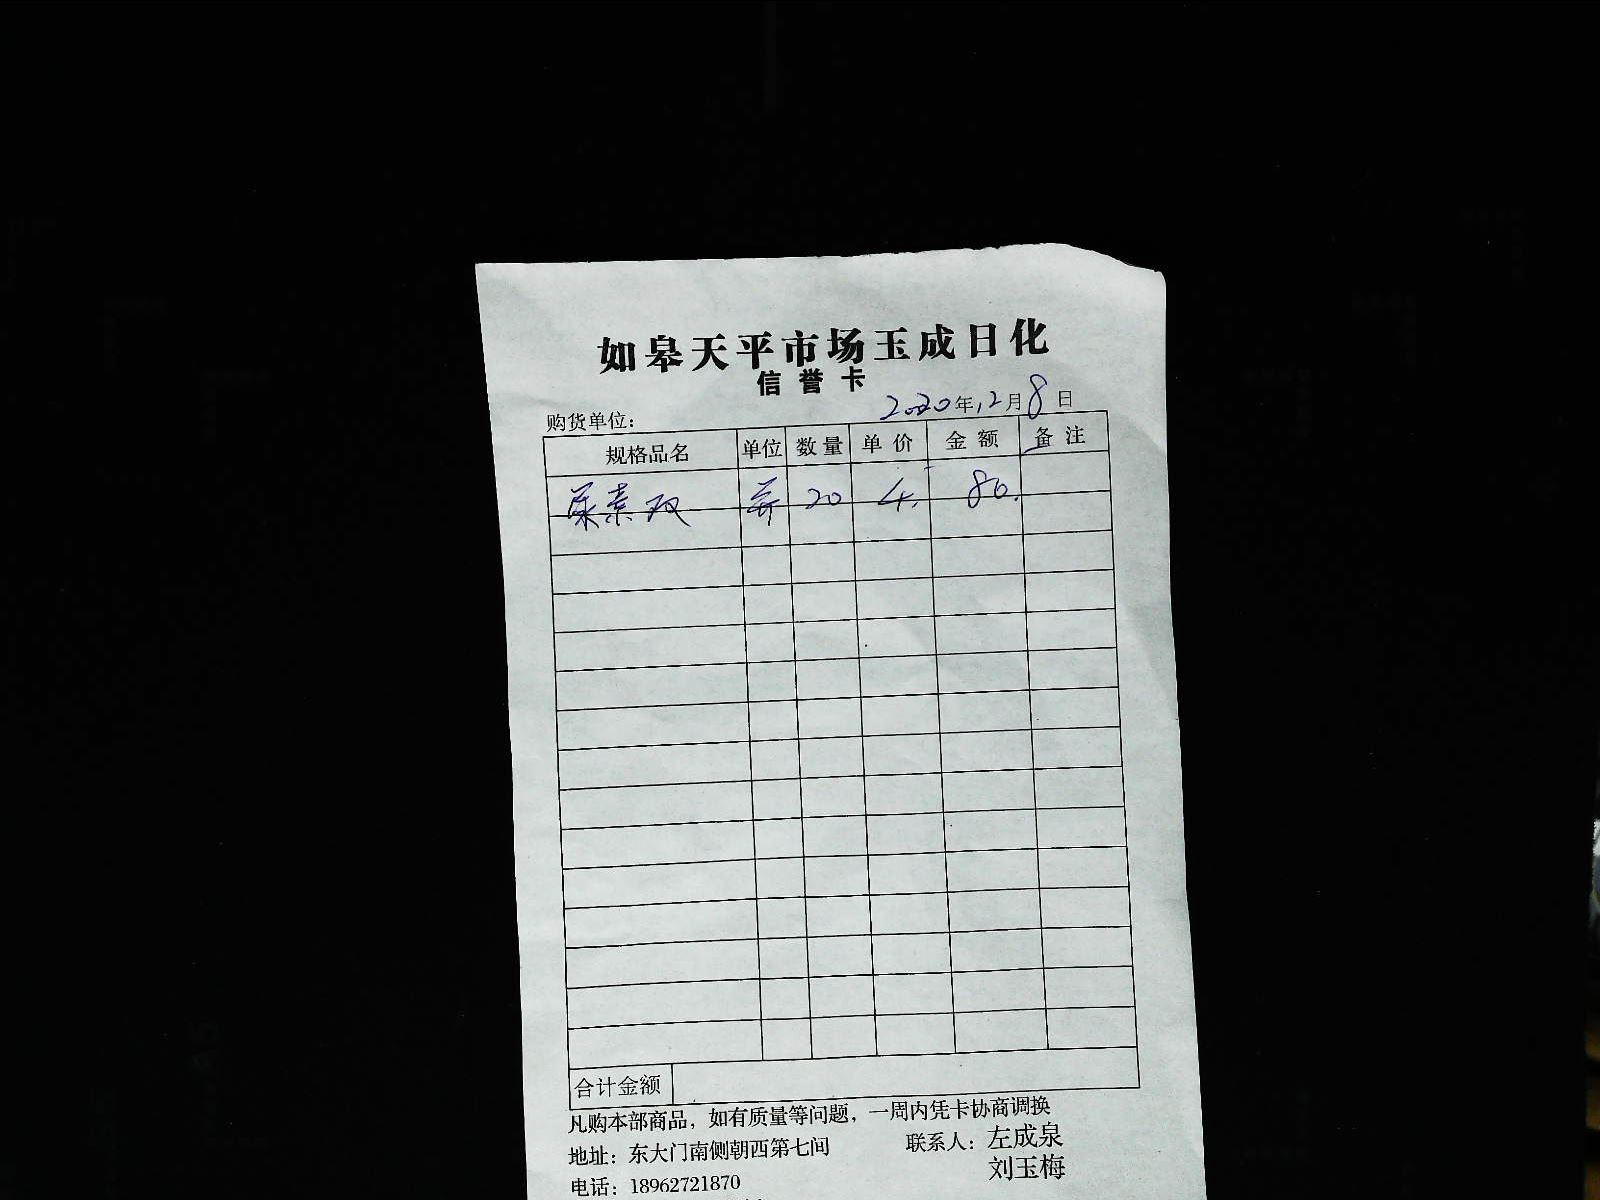 如皋天平市场玉成日化
信誉卡
购货单位： 2020年12月8日
规格品名 单位 数量 单价 金额 备注
尿素 20 4. 80.
合计金额
凡购本部商品，如有质量等问题，一周内凭卡协商调换
地址：东大门南侧朝西第七间 联系人：左成泉
刘玉梅
电话：18962721870